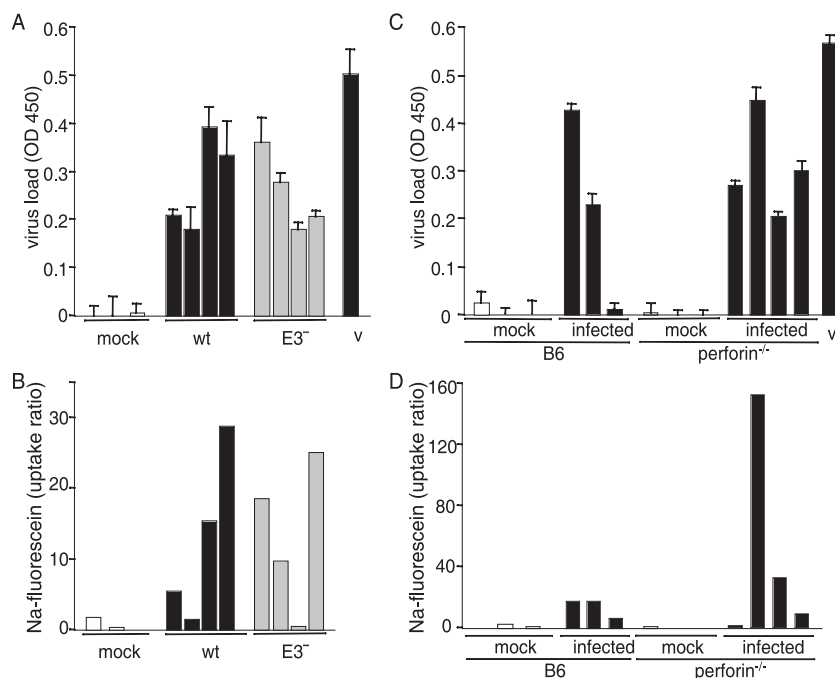 A
virus load (OD 450)
0.6
0.5
0.4
0.3
0.2
0.1
0
mock
wt
E3⁻
v
C
virus load (OD 450)
0.6
0.5
0.4
0.3
0.2
0.1
0
mock
infected
mock
infected
v
B6
perforin⁻/⁻
B
Na-fluorescein (uptake ratio)
30
20
10
0
mock
wt
E3⁻
D
Na-fluorescein (uptake ratio)
160
120
80
40
0
mock
infected
mock
infected
B6
perforin⁻/⁻